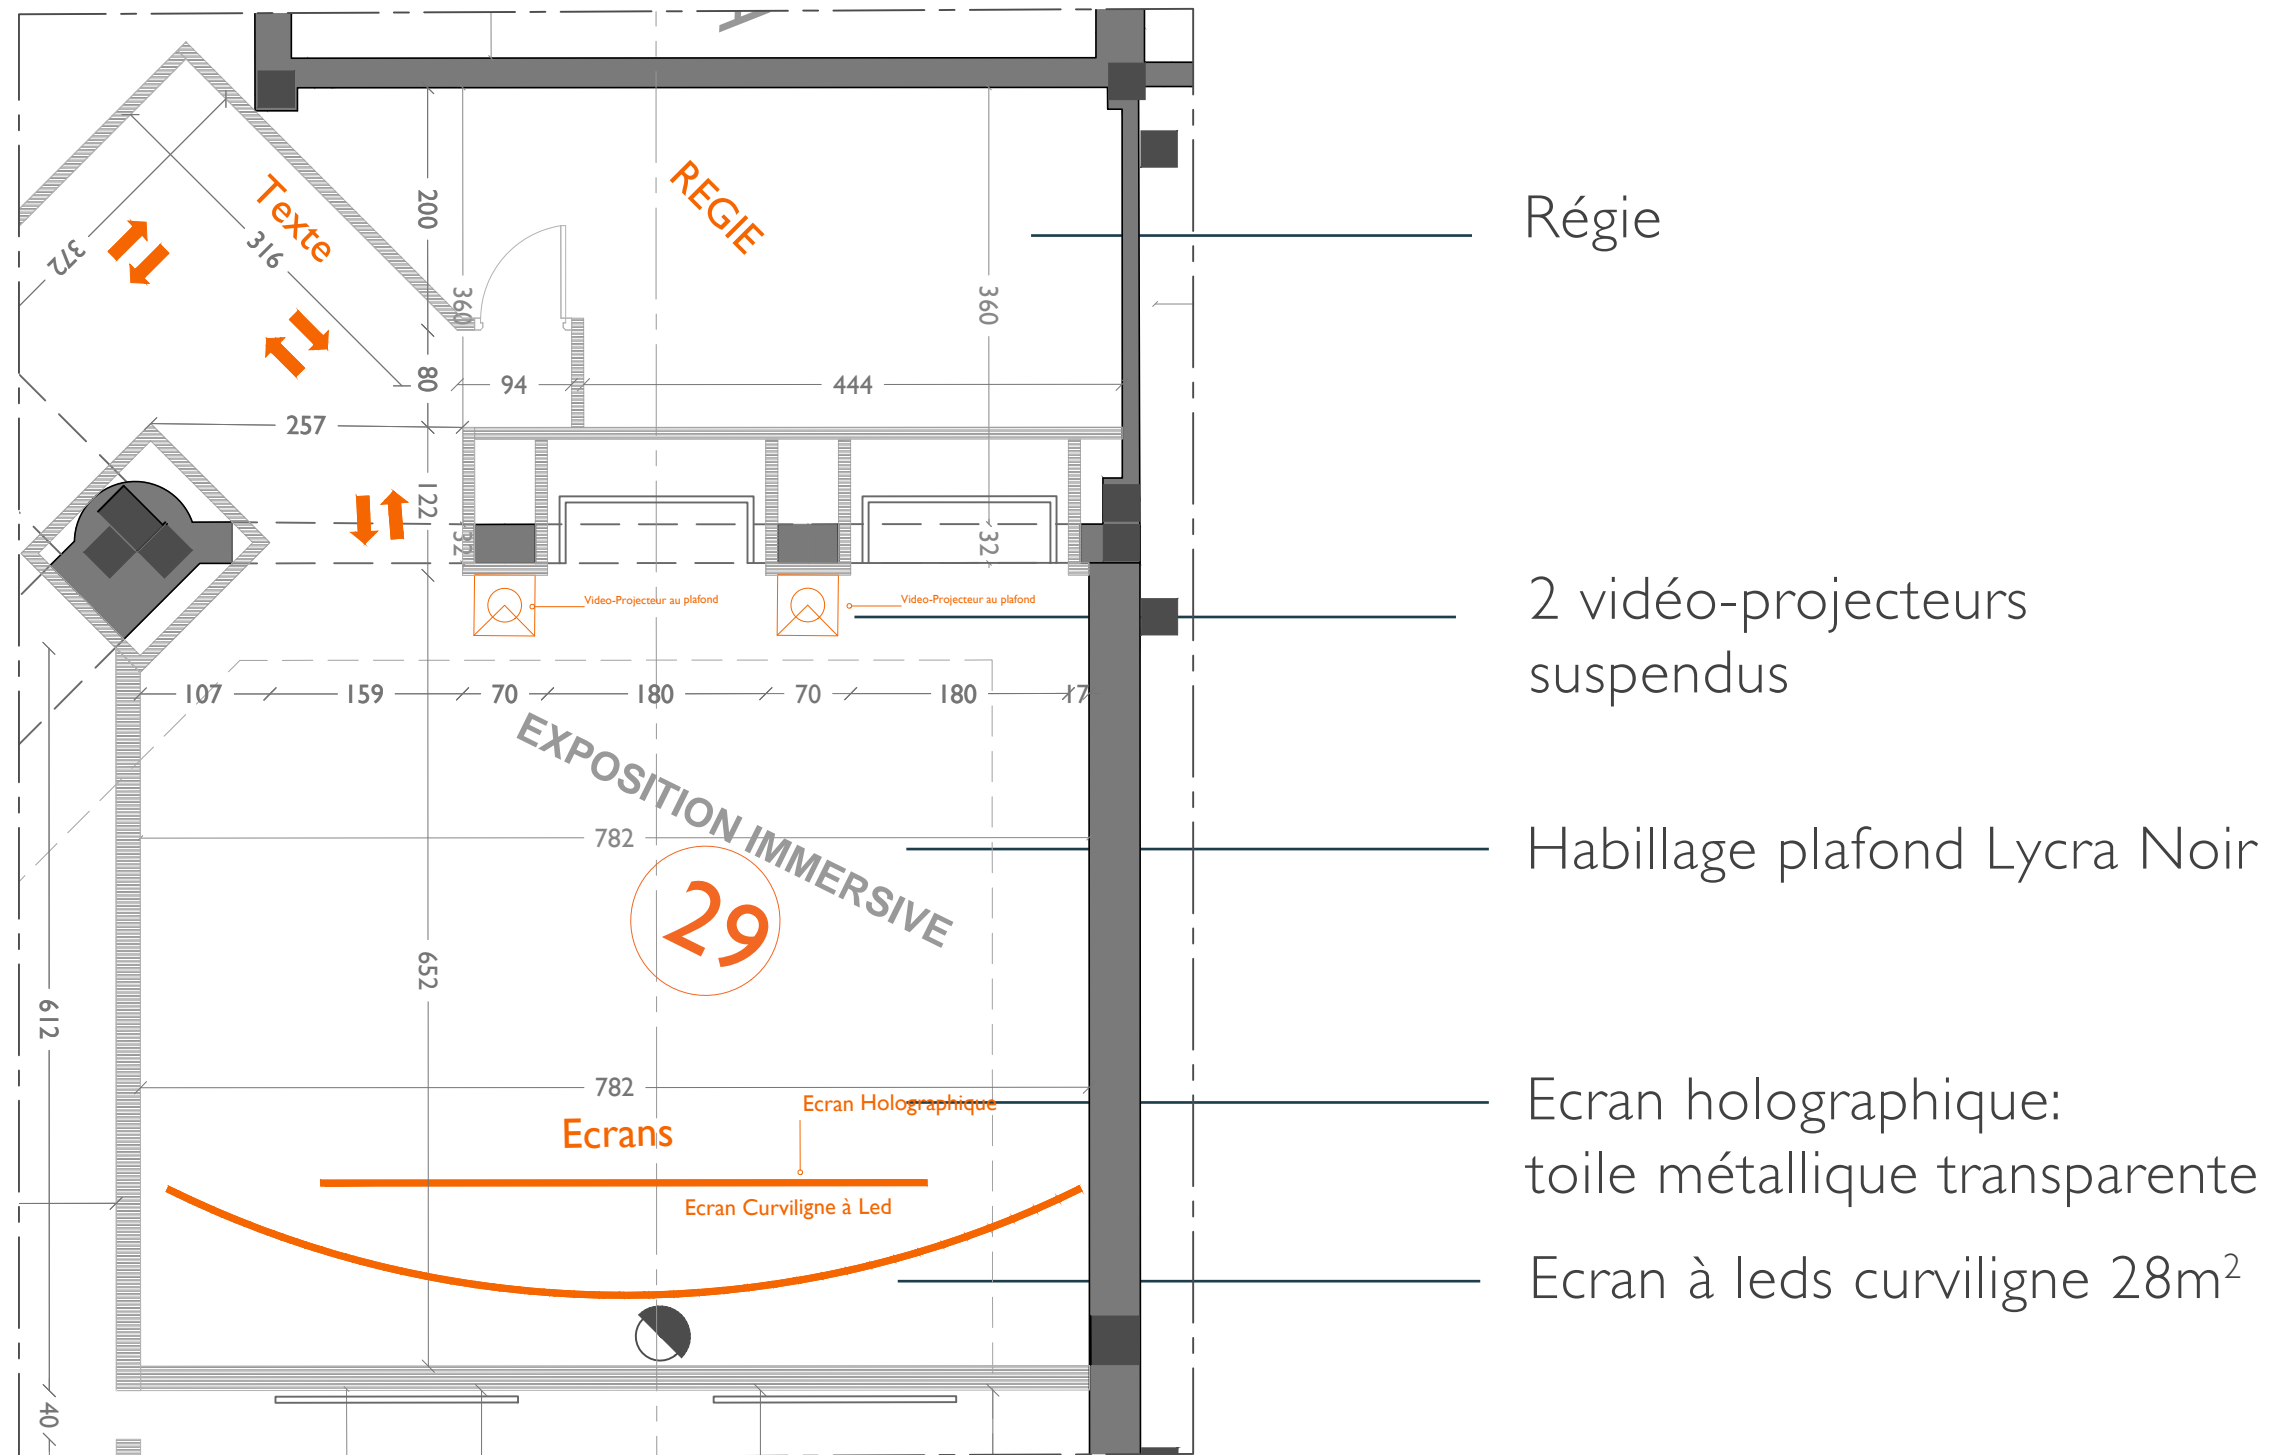 Texte
REGIE
372
316
200
360
360
80
94
444
257
122
32
32
Video-Projecteur au plafond
Video-Projecteur au plafond
107
159
70
180
70
180
17
EXPOSITION IMMERSIVE
782
29
652
612
782
Ecran Holographique
Ecrans
Ecran Curviligne à Led
40
Régie
2 vidéo-projecteurs
suspendus
Habillage plafond Lycra Noir
Ecran holographique:
toile métallique transparente
Ecran à leds curviligne 28m²